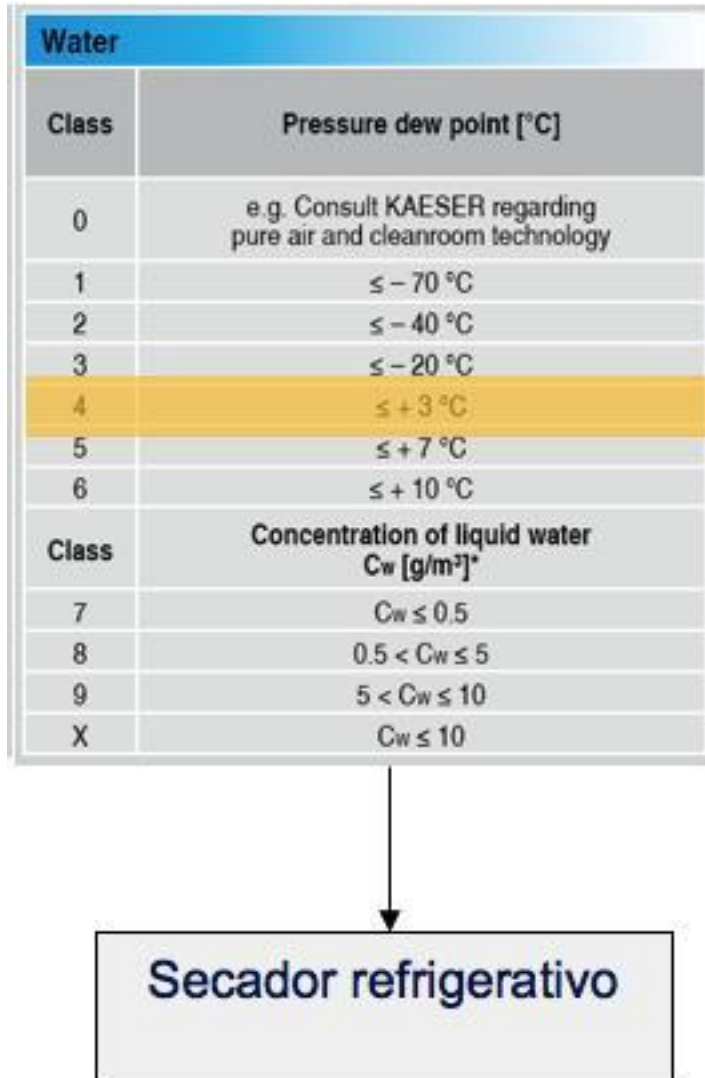 Water
Class Pressure dew point [°C]
0 e.g. Consult KAESER regarding
pure air and cleanroom technology
1 ≤ – 70 °C
2 ≤ – 40 °C
3 ≤ – 20 °C
4 ≤ + 3 °C
5 ≤ + 7 °C
6 ≤ + 10 °C
Class Concentration of liquid water
Cw [g/m³]*
7 Cw ≤ 0.5
8 0.5 < Cw ≤ 5
9 5 < Cw ≤ 10
X Cw ≤ 10
Secador refrigerativo